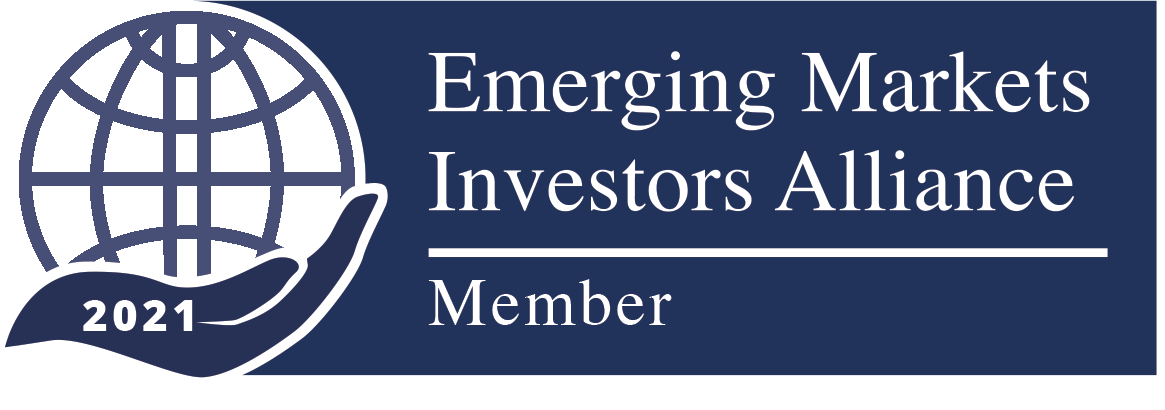 Emerging Markets
Investors Alliance
Member
2021